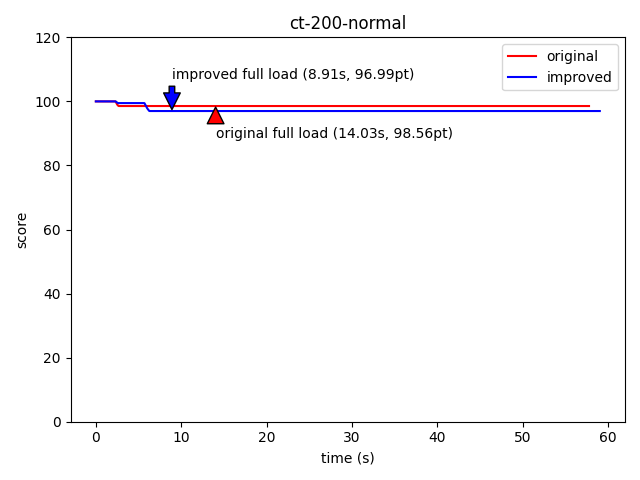 ct-200-normal
120
100
80
60
40
20
0
score
improved full load (8.91s, 96.99pt)
original full load (14.03s, 98.56pt)
original
improved
0 10 20 30 40 50 60
time (s)